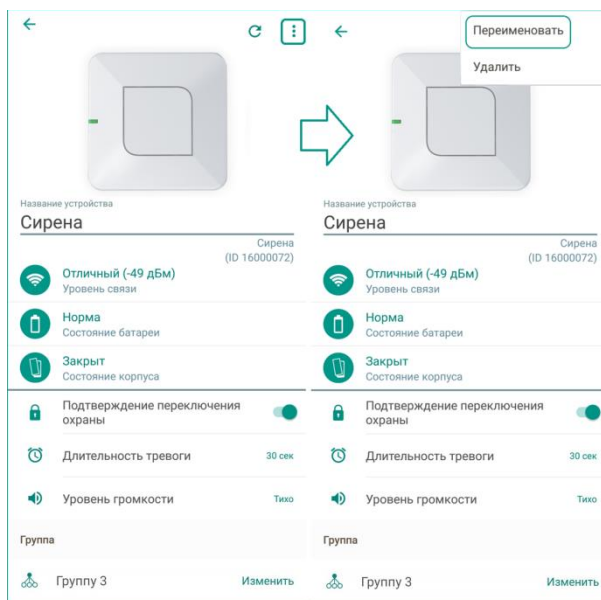 Название устройства
Сирена
Сирена
(ID 16000072)
Отличный (-49 дБм)
Уровень связи
Норма
Состояние батареи
Закрыт
Состояние корпуса
Подтверждение переключения
охраны
Длительность тревоги
30 сек
Уровень громкости
Тихо
Группа
Группу 3
Изменить
Переименовать
Удалить
Название устройства
Сирена
Сирена
(ID 16000072)
Отличный (-49 дБм)
Уровень связи
Норма
Состояние батареи
Закрыт
Состояние корпуса
Подтверждение переключения
охраны
Длительность тревоги
30 сек
Уровень громкости
Тихо
Группа
Группу 3
Изменить